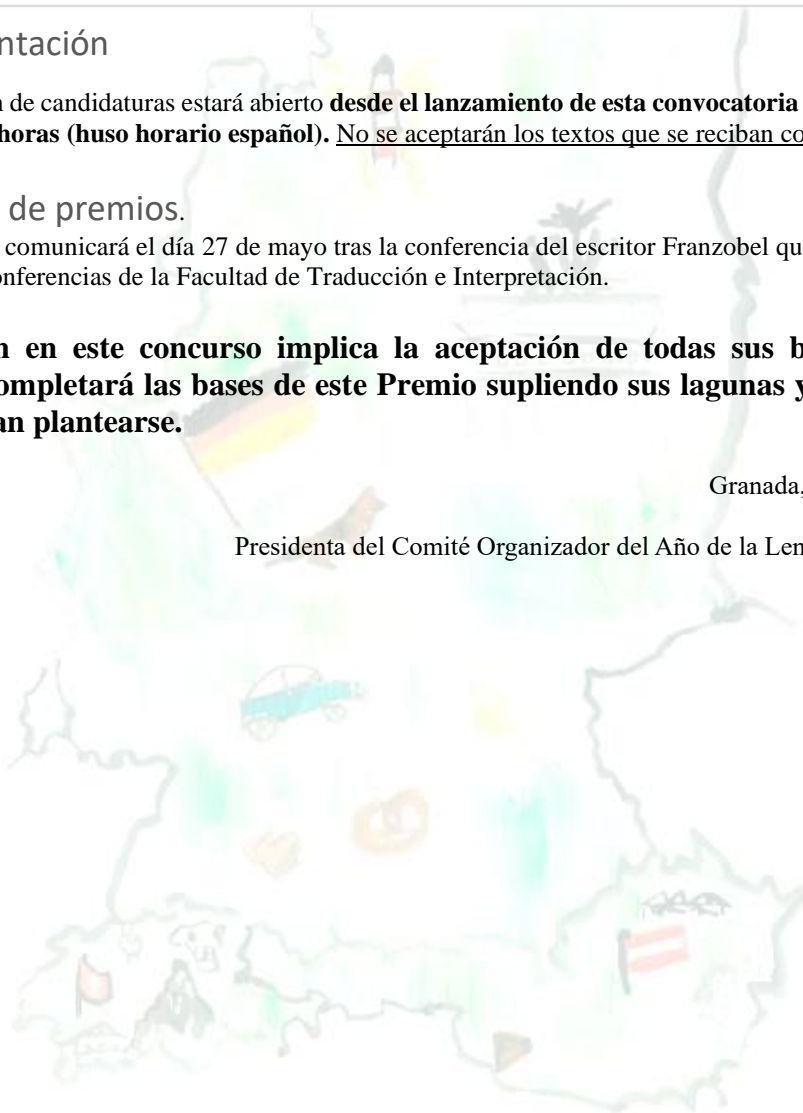 ntación
n de candidaturas estará abierto desde el lanzamiento de esta convocatoria
horas (huso horario español). No se aceptarán los textos que se reciban co
de premios.
comunicará el día 27 de mayo tras la conferencia del escritor Franzobel qu
onferencias de la Facultad de Traducción e Interpretación.
n en este concurso implica la aceptación de todas sus b
ompletará las bases de este Premio supliendo sus lagunas y
an plantearse.
Granada,
Presidenta del Comité Organizador del Año de la Len